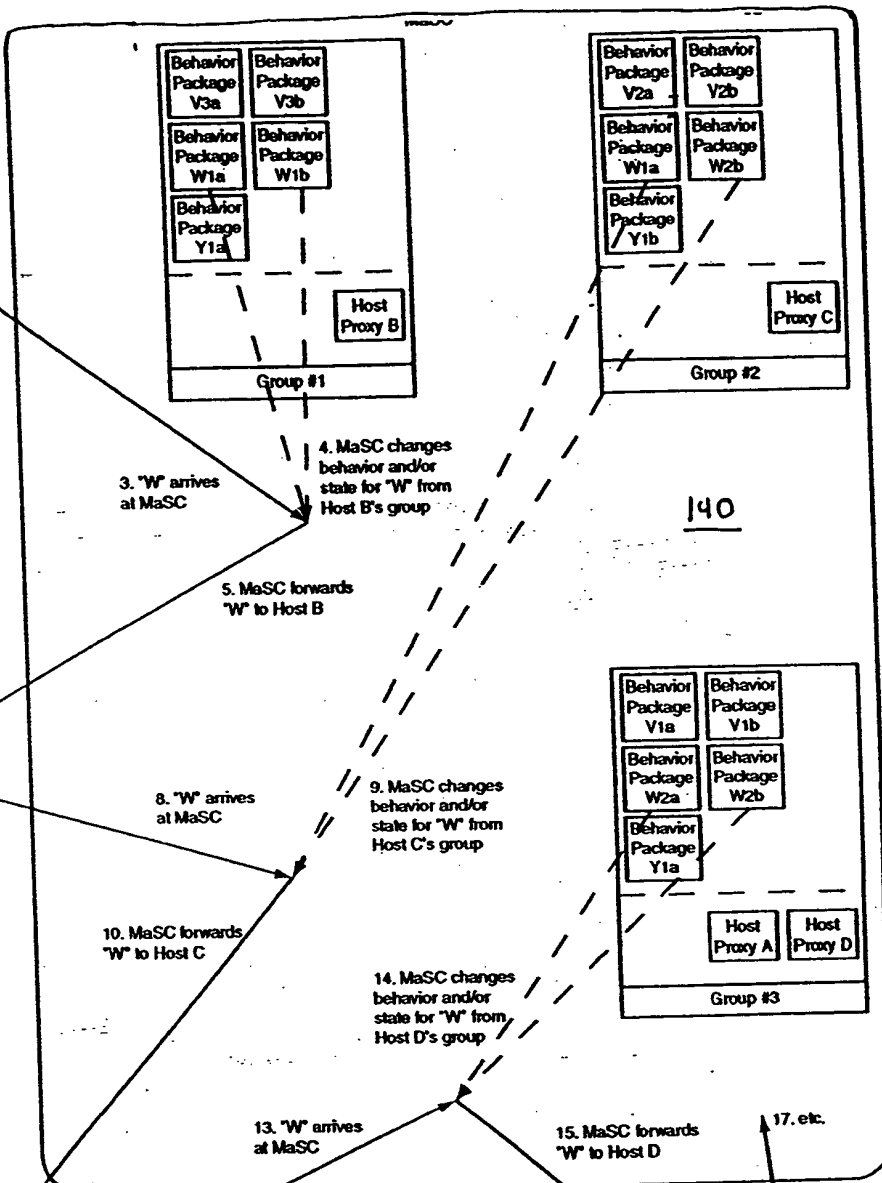 Behavior
Package
V3a
Behavior
Package
V3b
Behavior
Package
W1a
Behavior
Package
W1b
Behavior
Package
Y1a
Host
Proxy B
Group #1
Behavior
Package
V2a
Behavior
Package
V2b
Behavior
Package
W1a
Behavior
Package
W2b
Behavior
Package
Y1b
Host
Proxy C
Group #2
3. "W" arrives
at MaSC
4. MaSC changes
behavior and/or
state for "W" from
Host B's group
140
5. MaSC forwards
"W" to Host B
Behavior
Package
V1a
Behavior
Package
V1b
Behavior
Package
W2a
Behavior
Package
W2b
Behavior
Package
Y1a
Host
Proxy A
Host
Proxy D
Group #3
8. "W" arrives
at MaSC
9. MaSC changes
behavior and/or
state for "W" from
Host C's group
10. MaSC forwards
"W" to Host C
14. MaSC changes
behavior and/or
state for "W" from
Host D's group
13. "W" arrives
at MaSC
15. MaSC forwards
"W" to Host D
17. etc.